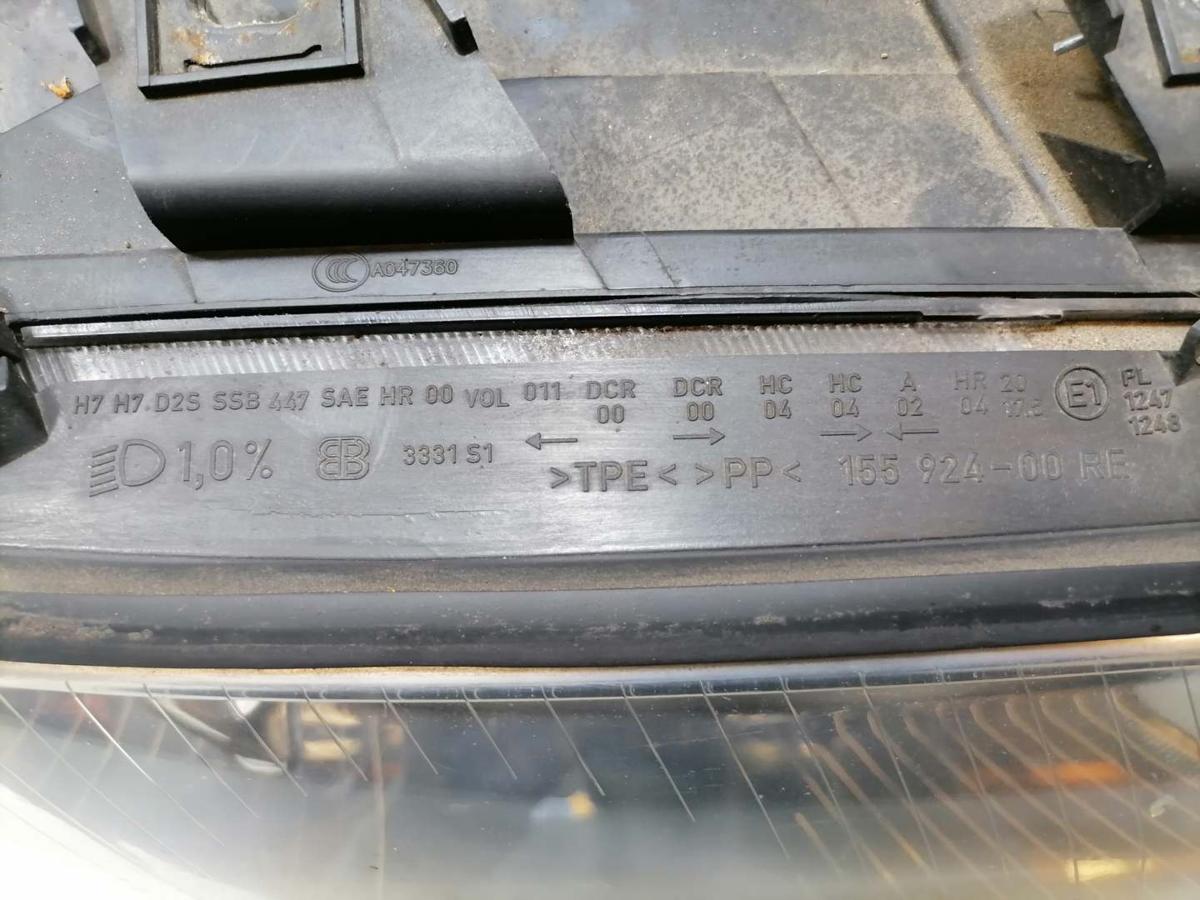 CCC A047360
H7 H7 D2S SSB 447 SAE HR 00 VOL 011 DCR DCR HC HC A HR 20 E1 PL
00 00 04 04 02 04 17.5 1247
1248
1,0% 3331 S1 ← → → ←
>TPE< >PP< 155 924-00 RE